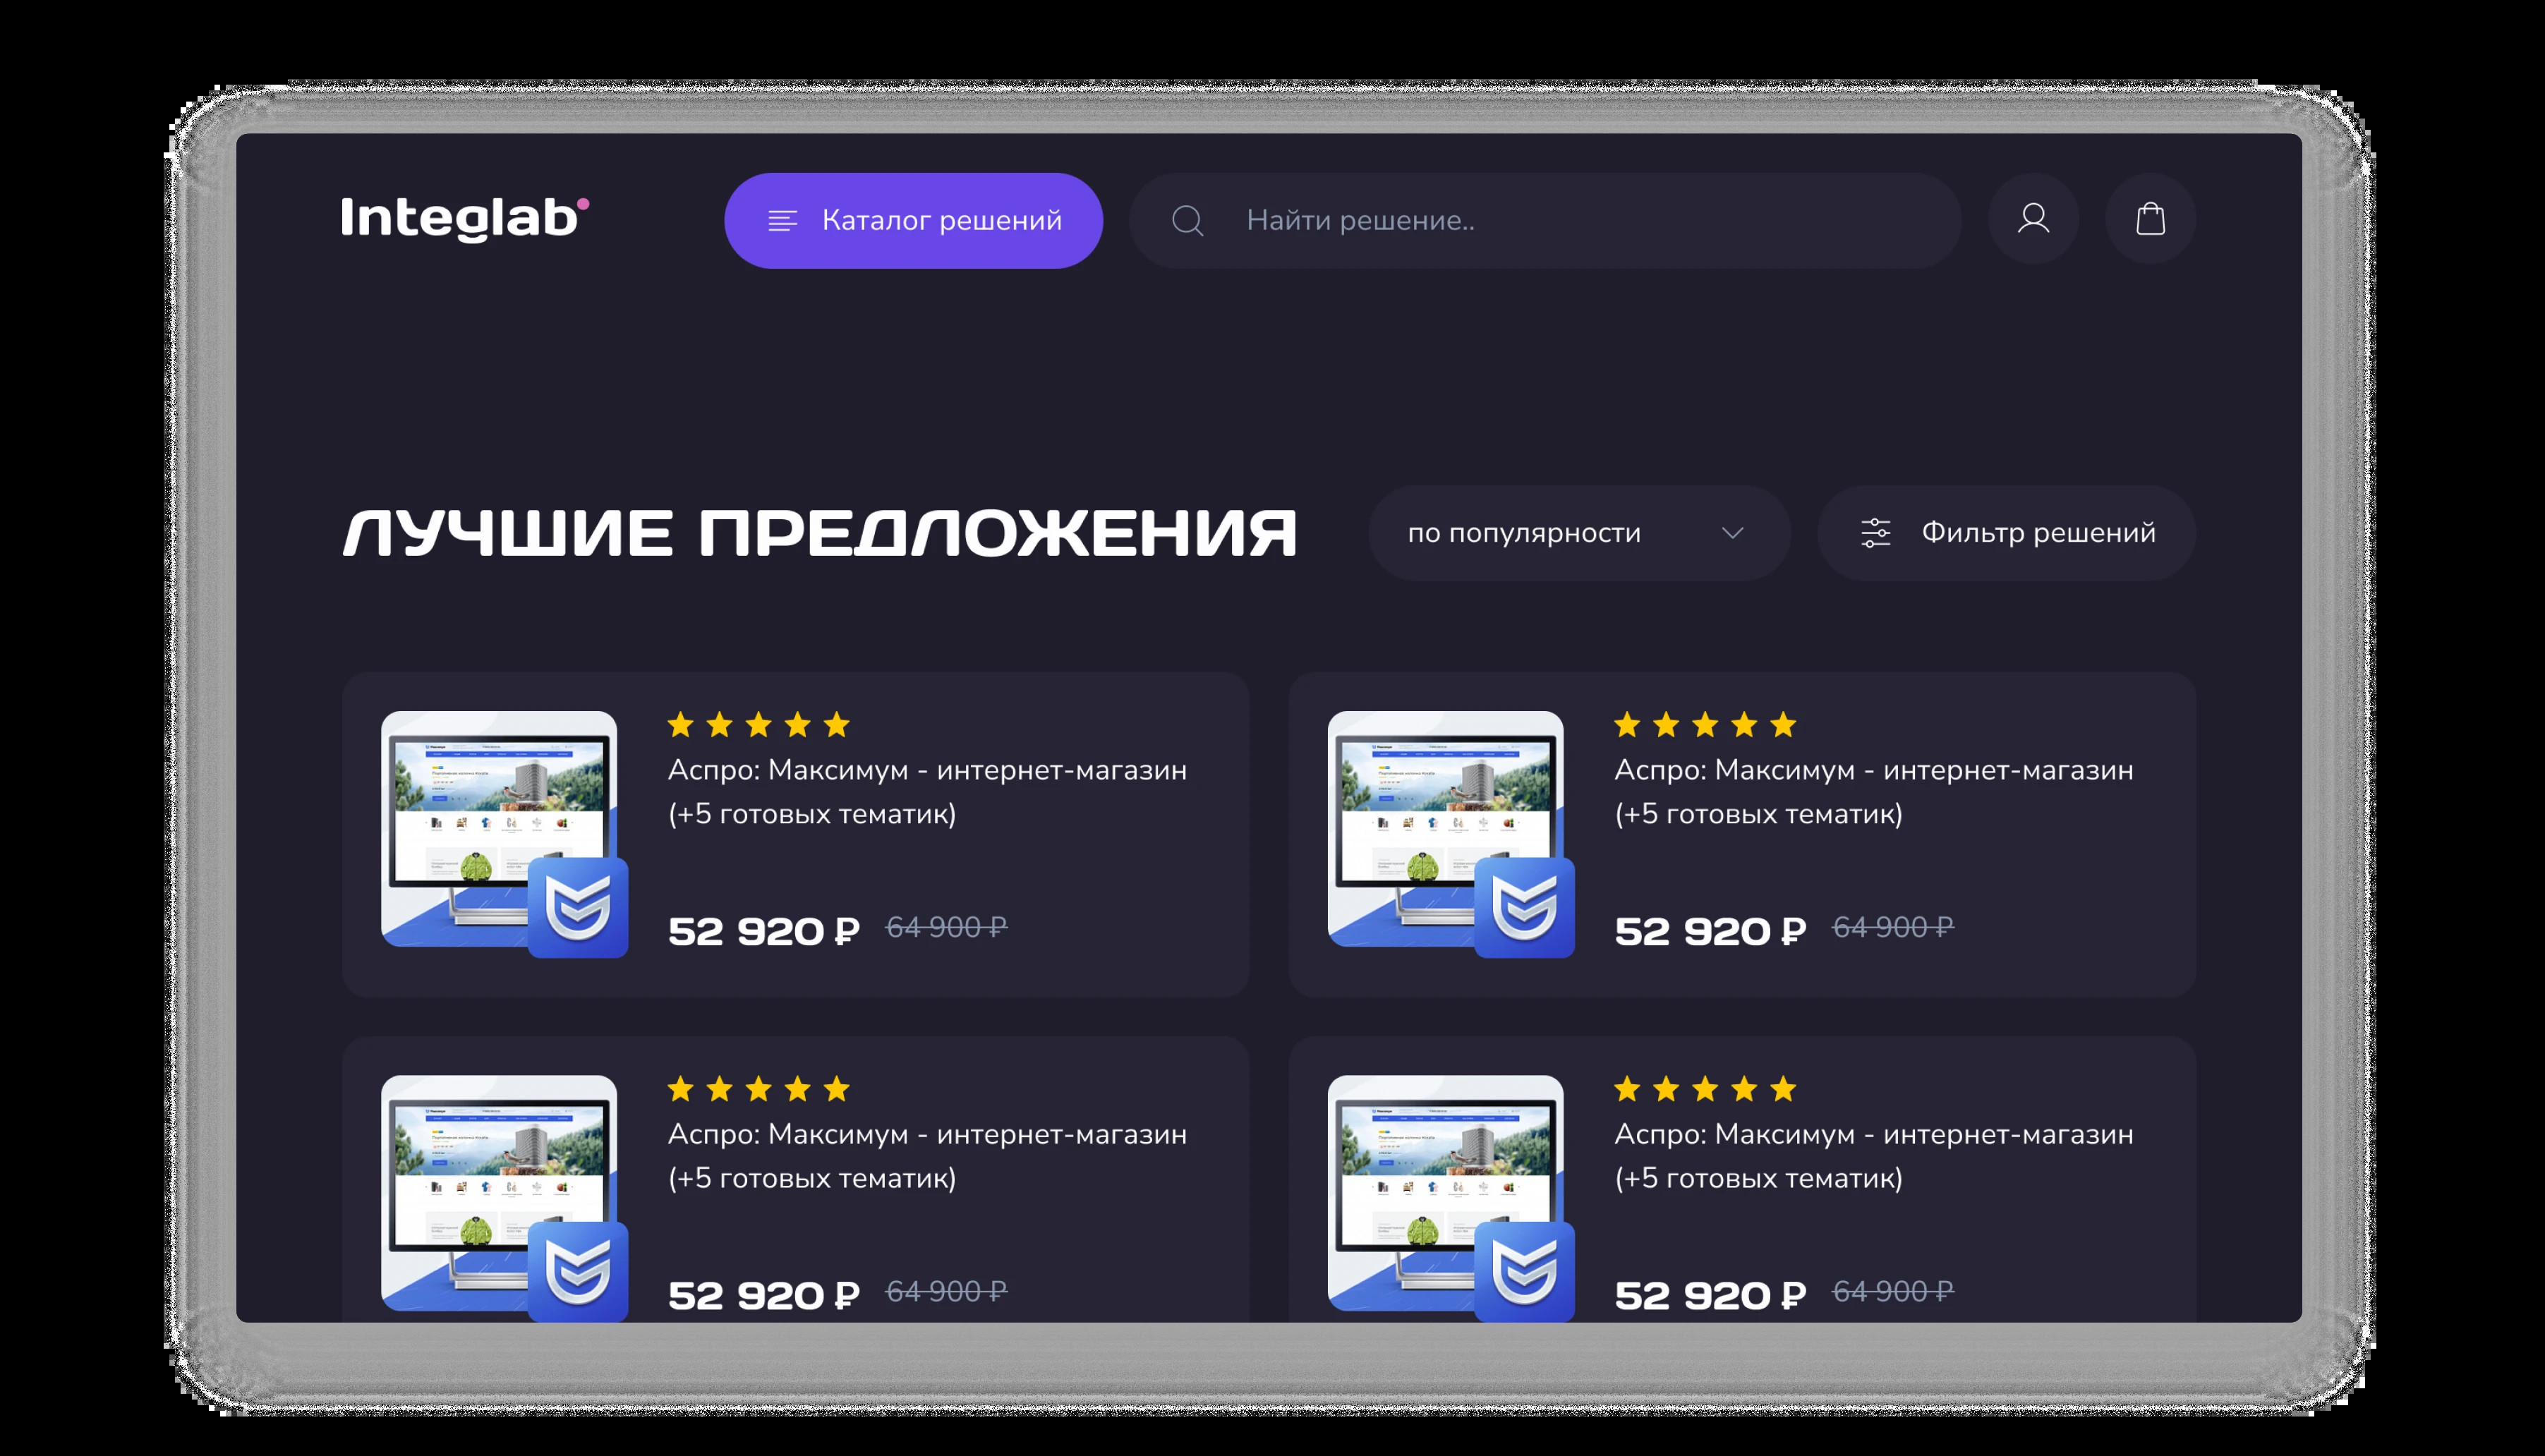 Integlab
Каталог решений
Найти решение..
ЛУЧШИЕ ПРЕДЛОЖЕНИЯ
по популярности
Фильтр решений
Аспро: Максимум - интернет-магазин
(+5 готовых тематик)
52 920 ₽ 64 900 ₽
Аспро: Максимум - интернет-магазин
(+5 готовых тематик)
52 920 ₽ 64 900 ₽
Аспро: Максимум - интернет-магазин
(+5 готовых тематик)
52 920 ₽ 64 900 ₽
Аспро: Максимум - интернет-магазин
(+5 готовых тематик)
52 920 ₽ 64 900 ₽